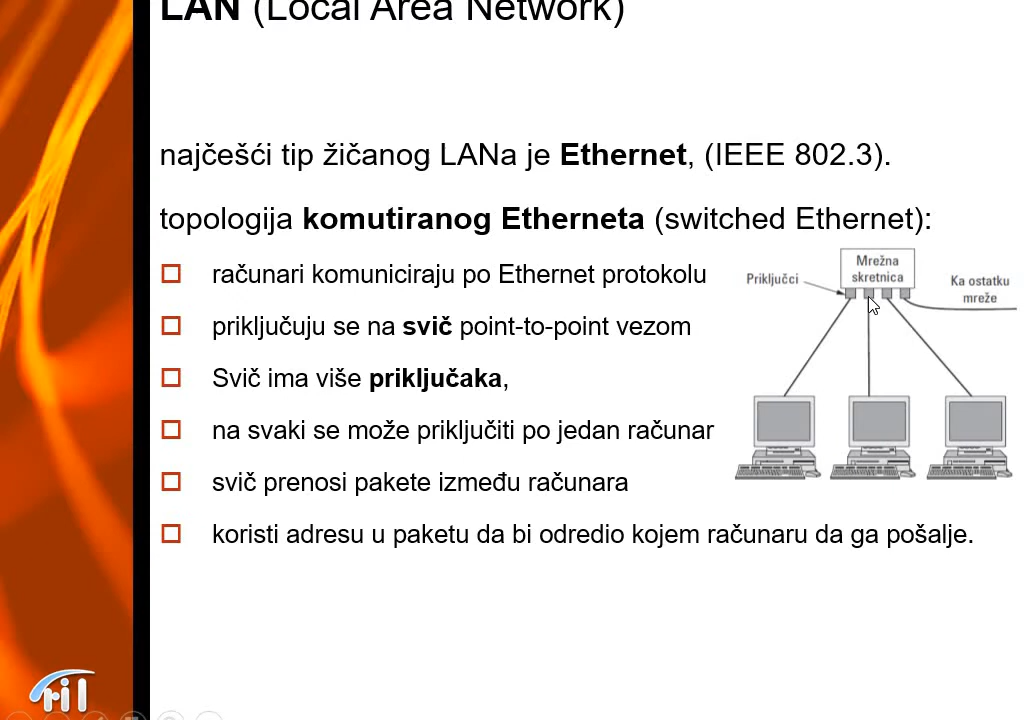 LAN (Local Area Network)
najčešći tip žičanog LANa je Ethernet, (IEEE 802.3).
topologija komutiranog Etherneta (switched Ethernet):
računari komuniciraju po Ethernet protokolu
priključuju se na svič point-to-point vezom
Svič ima više priključaka,
na svaki se može priključiti po jedan računar
svič prenosi pakete između računara
koristi adresu u paketu da bi odredio kojem računaru da ga pošalje.
Priključci
Mrežna
skretnica
Ka ostatku
mreže
ril